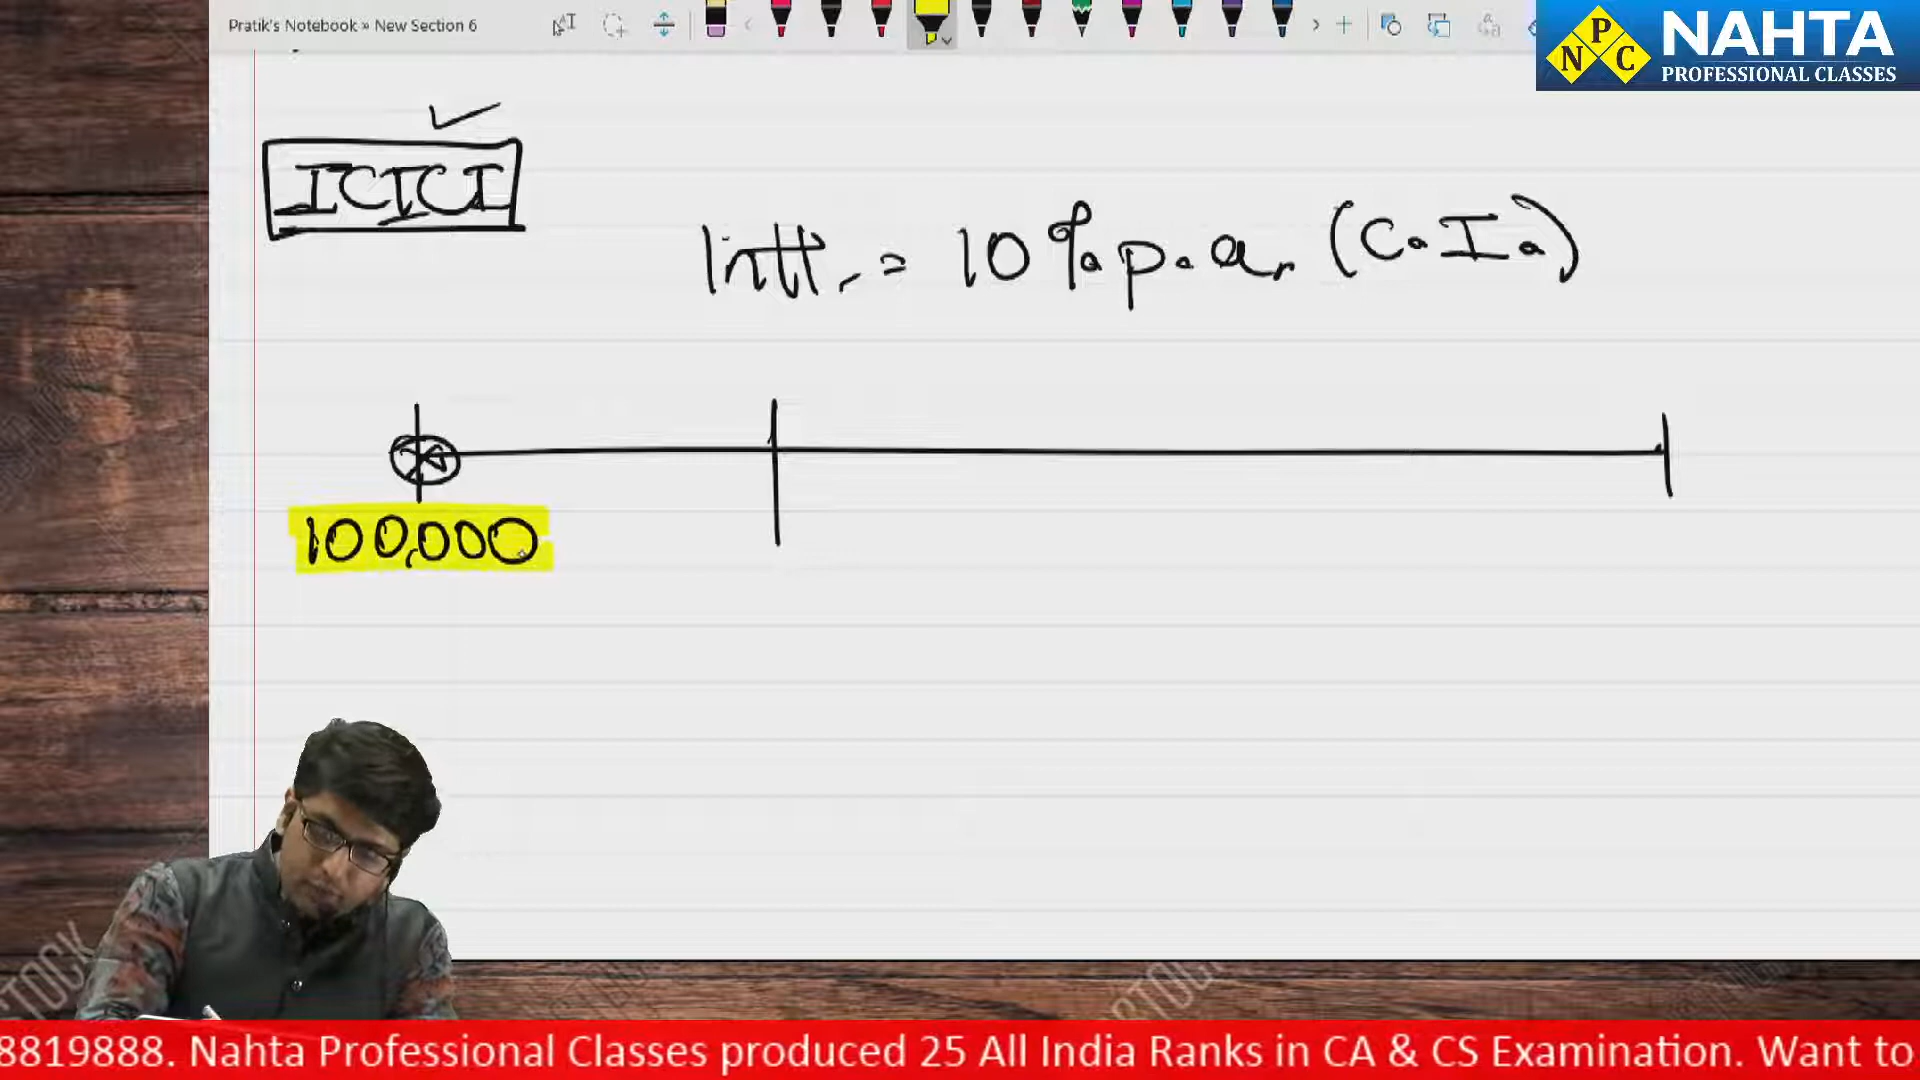 Pratik's Notebook » New Section 6
N P C
NAHTA
PROFESSIONAL CLASSES
ICICI
Intt. = 10% p.a. (C.I.)
100,000
8819888. Nahta Professional Classes produced 25 All India Ranks in CA & CS Examination. Want to